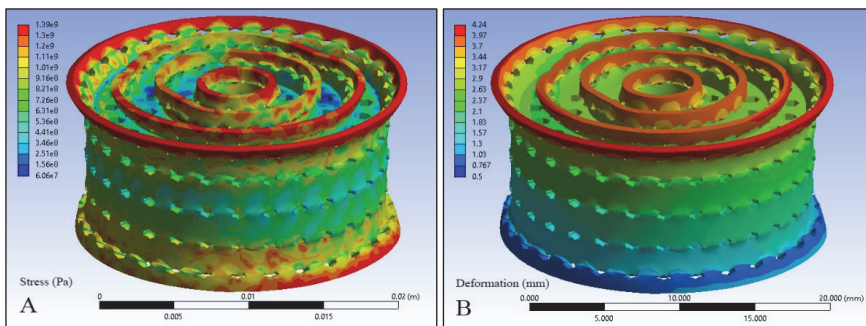 1.39e9
1.3e9
1.2e9
1.11e9
1.01e9
9.16e8
8.21e8
7.26e8
6.31e8
5.36e8
4.41e8
3.46e8
2.51e8
1.56e8
6.06e7
Stress (Pa)
A
0 0.01 0.02 (m)
0.005 0.015
4.24
3.97
3.7
3.44
3.17
2.9
2.63
2.37
2.1
1.83
1.57
1.3
1.03
0.767
0.5
Deformation (mm)
B
0.000 10.000 20.000 (mm)
5.000 15.000